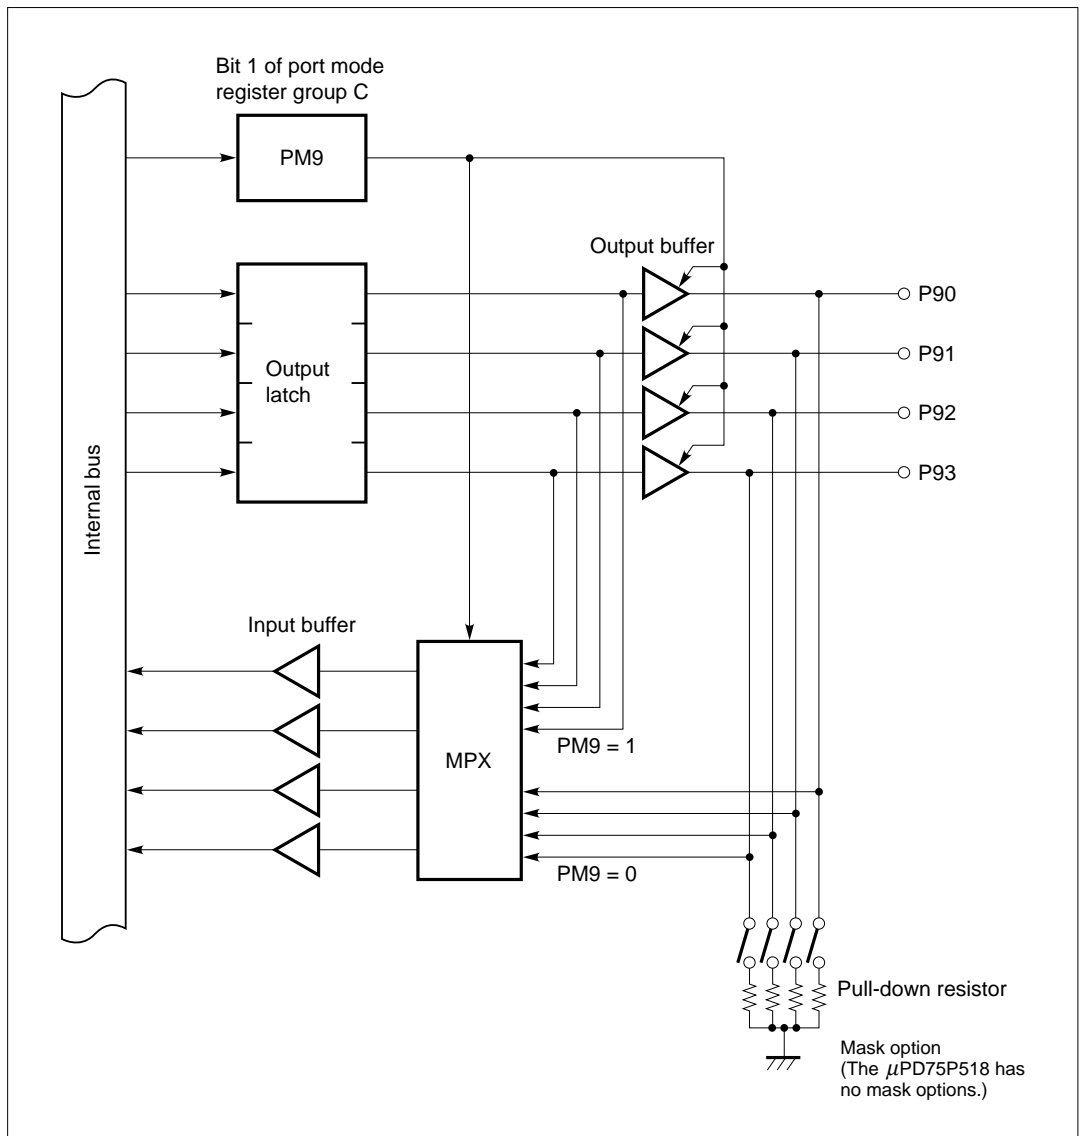 Bit 1 of port mode
register group C
PM9
Output buffer
P90
P91
Output
latch
P92
P93
Internal bus
Input buffer
MPX
PM9 = 1
PM9 = 0
Pull-down resistor
Mask option
(The μPD75P518 has
no mask options.)